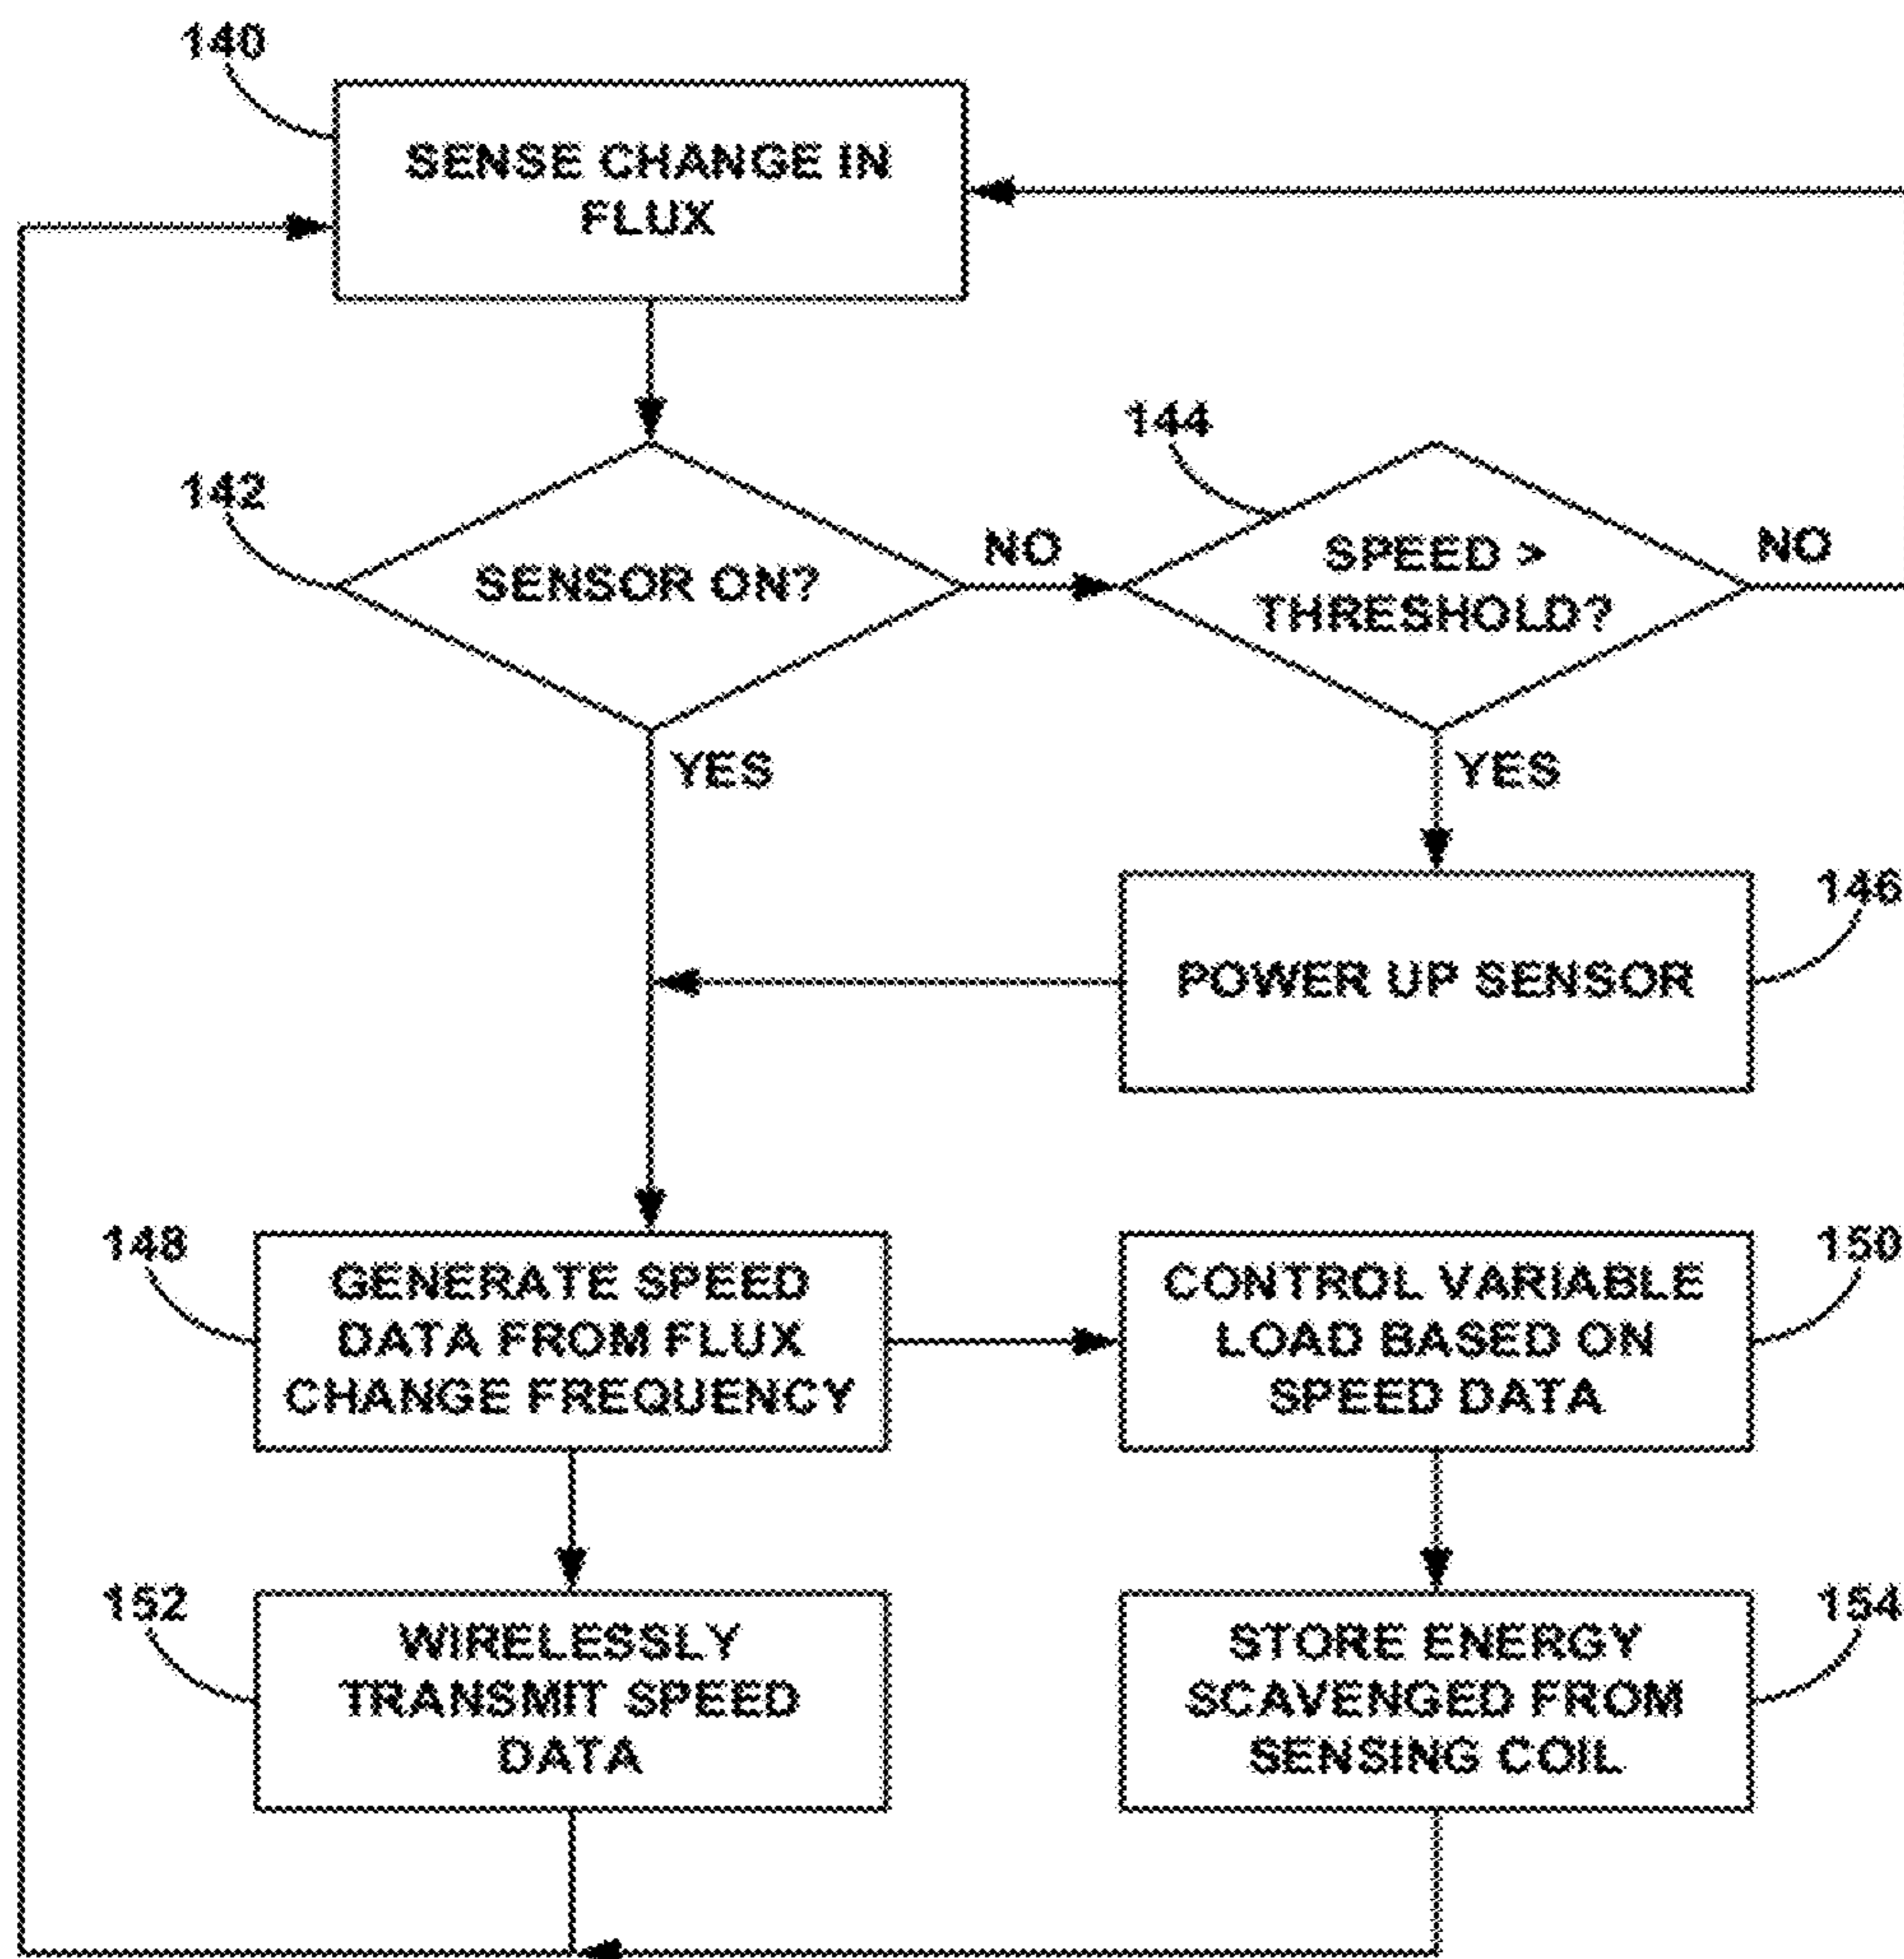 140
SENSE CHANGE IN
FLUX
142
SENSOR ON?
NO
144
SPEED >
THRESHOLD?
NO
YES
YES
146
POWER UP SENSOR
148
GENERATE SPEED
DATA FROM FLUX
CHANGE FREQUENCY
150
CONTROL VARIABLE
LOAD BASED ON
SPEED DATA
152
WIRELESSLY
TRANSMIT SPEED
DATA
154
STORE ENERGY
SCAVENGED FROM
SENSING COIL